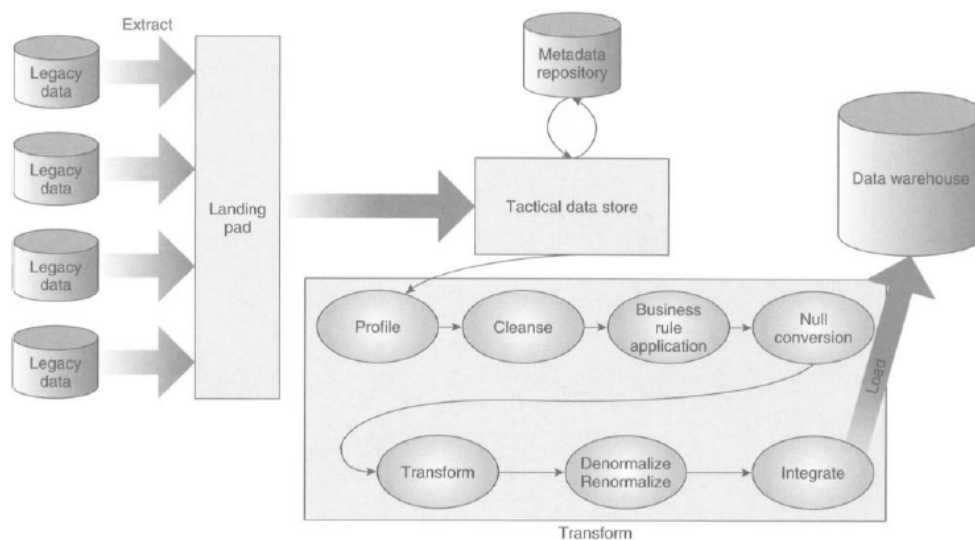 Extract
Legacy
data
Legacy
data
Legacy
data
Legacy
data
Landing
pad
Metadata
repository
Tactical data store
Data warehouse
Profile
Cleanse
Business
rule
application
Null
conversion
Load
Transform
Denormalize
Renormalize
Integrate
Transform